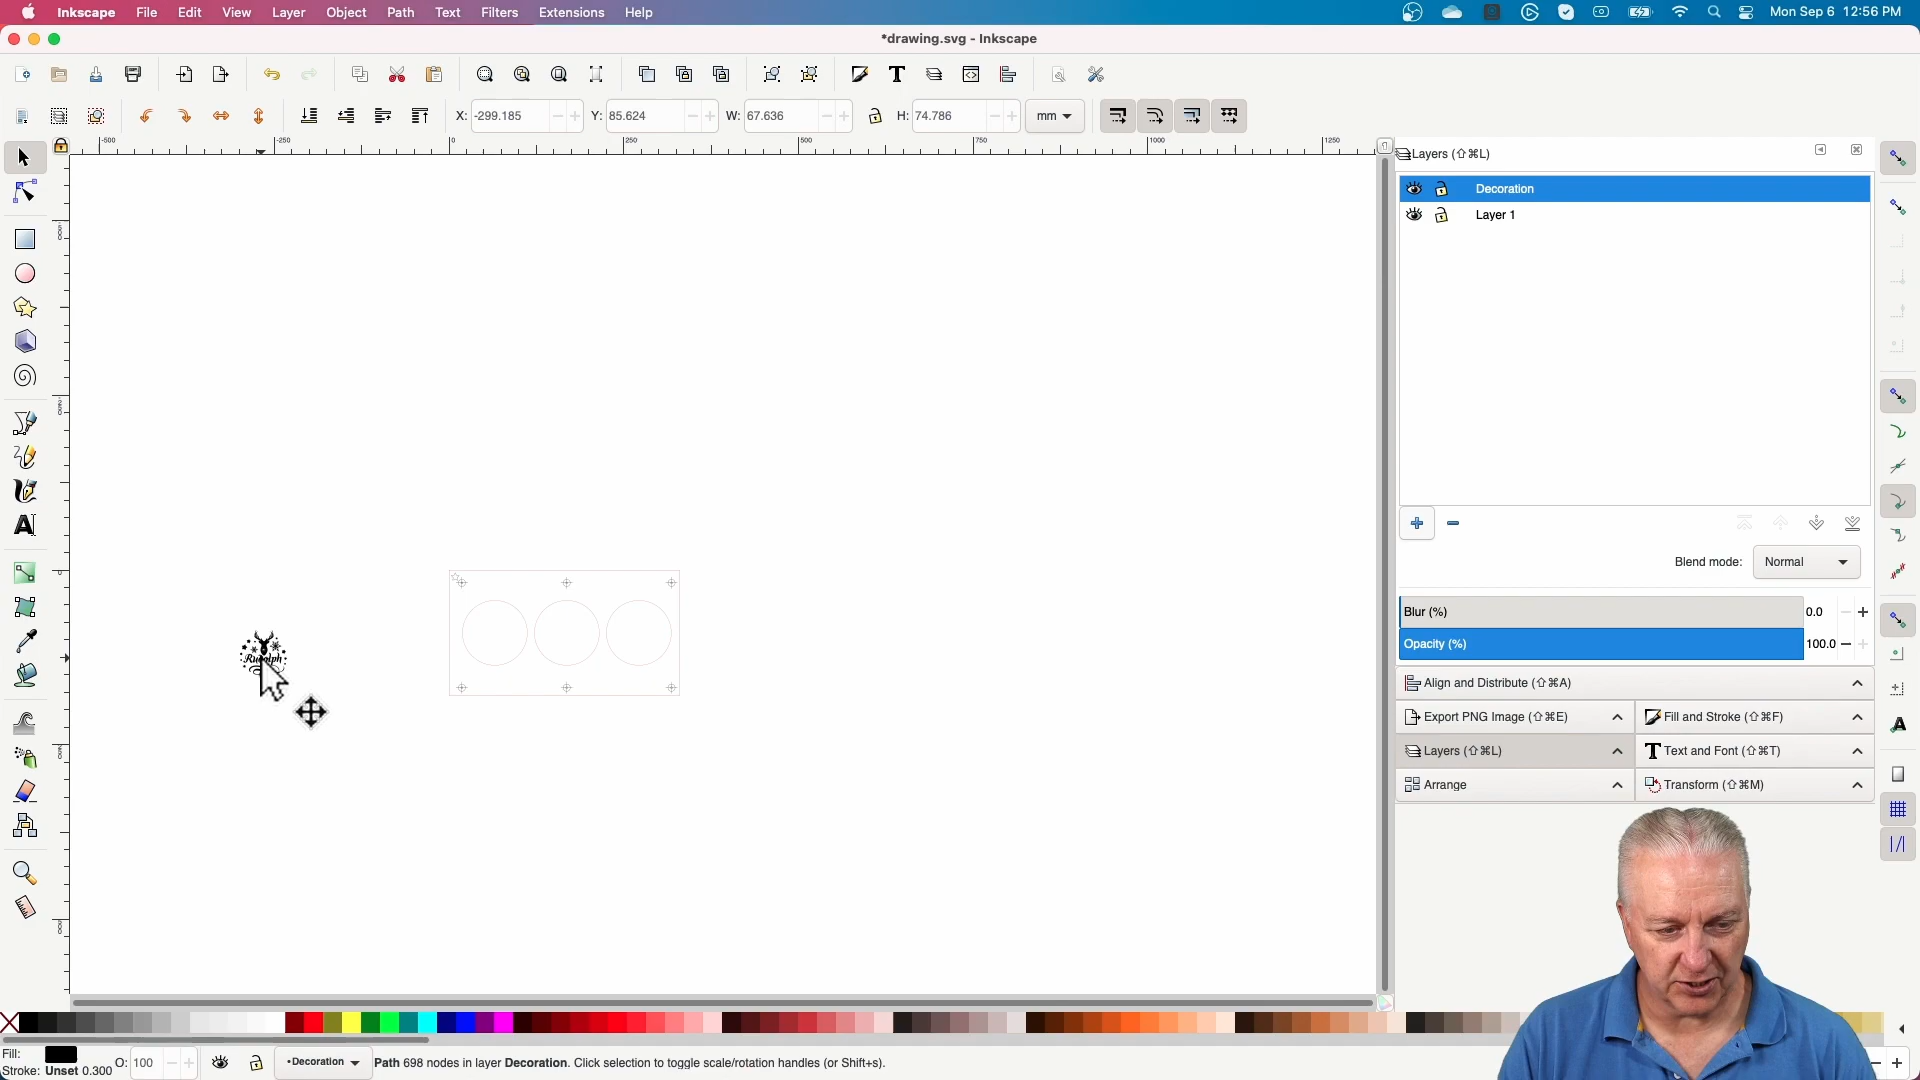 Inkscape File Edit View Layer Object Path Text Filters Extensions Help Mon Sep 6 12:56 PM
*drawing.svg - Inkscape
X: -299.185 Y: 85.624 W: 67.636 H: 74.786 mm
Layers (⇧⌘L)
Decoration
Layer 1
Rudolph
Blend mode: Normal
Blur (%) 0.0
Opacity (%) 100.0
Align and Distribute (⇧⌘A)
Export PNG Image (⇧⌘E) Fill and Stroke (⇧⌘F)
Layers (⇧⌘L) Text and Font (⇧⌘T)
Arrange Transform (⇧⌘M)
Fill: O: 100 •Decoration Path 698 nodes in layer Decoration. Click selection to toggle scale/rotation handles (or Shift+s).
Stroke: Unset 0.300